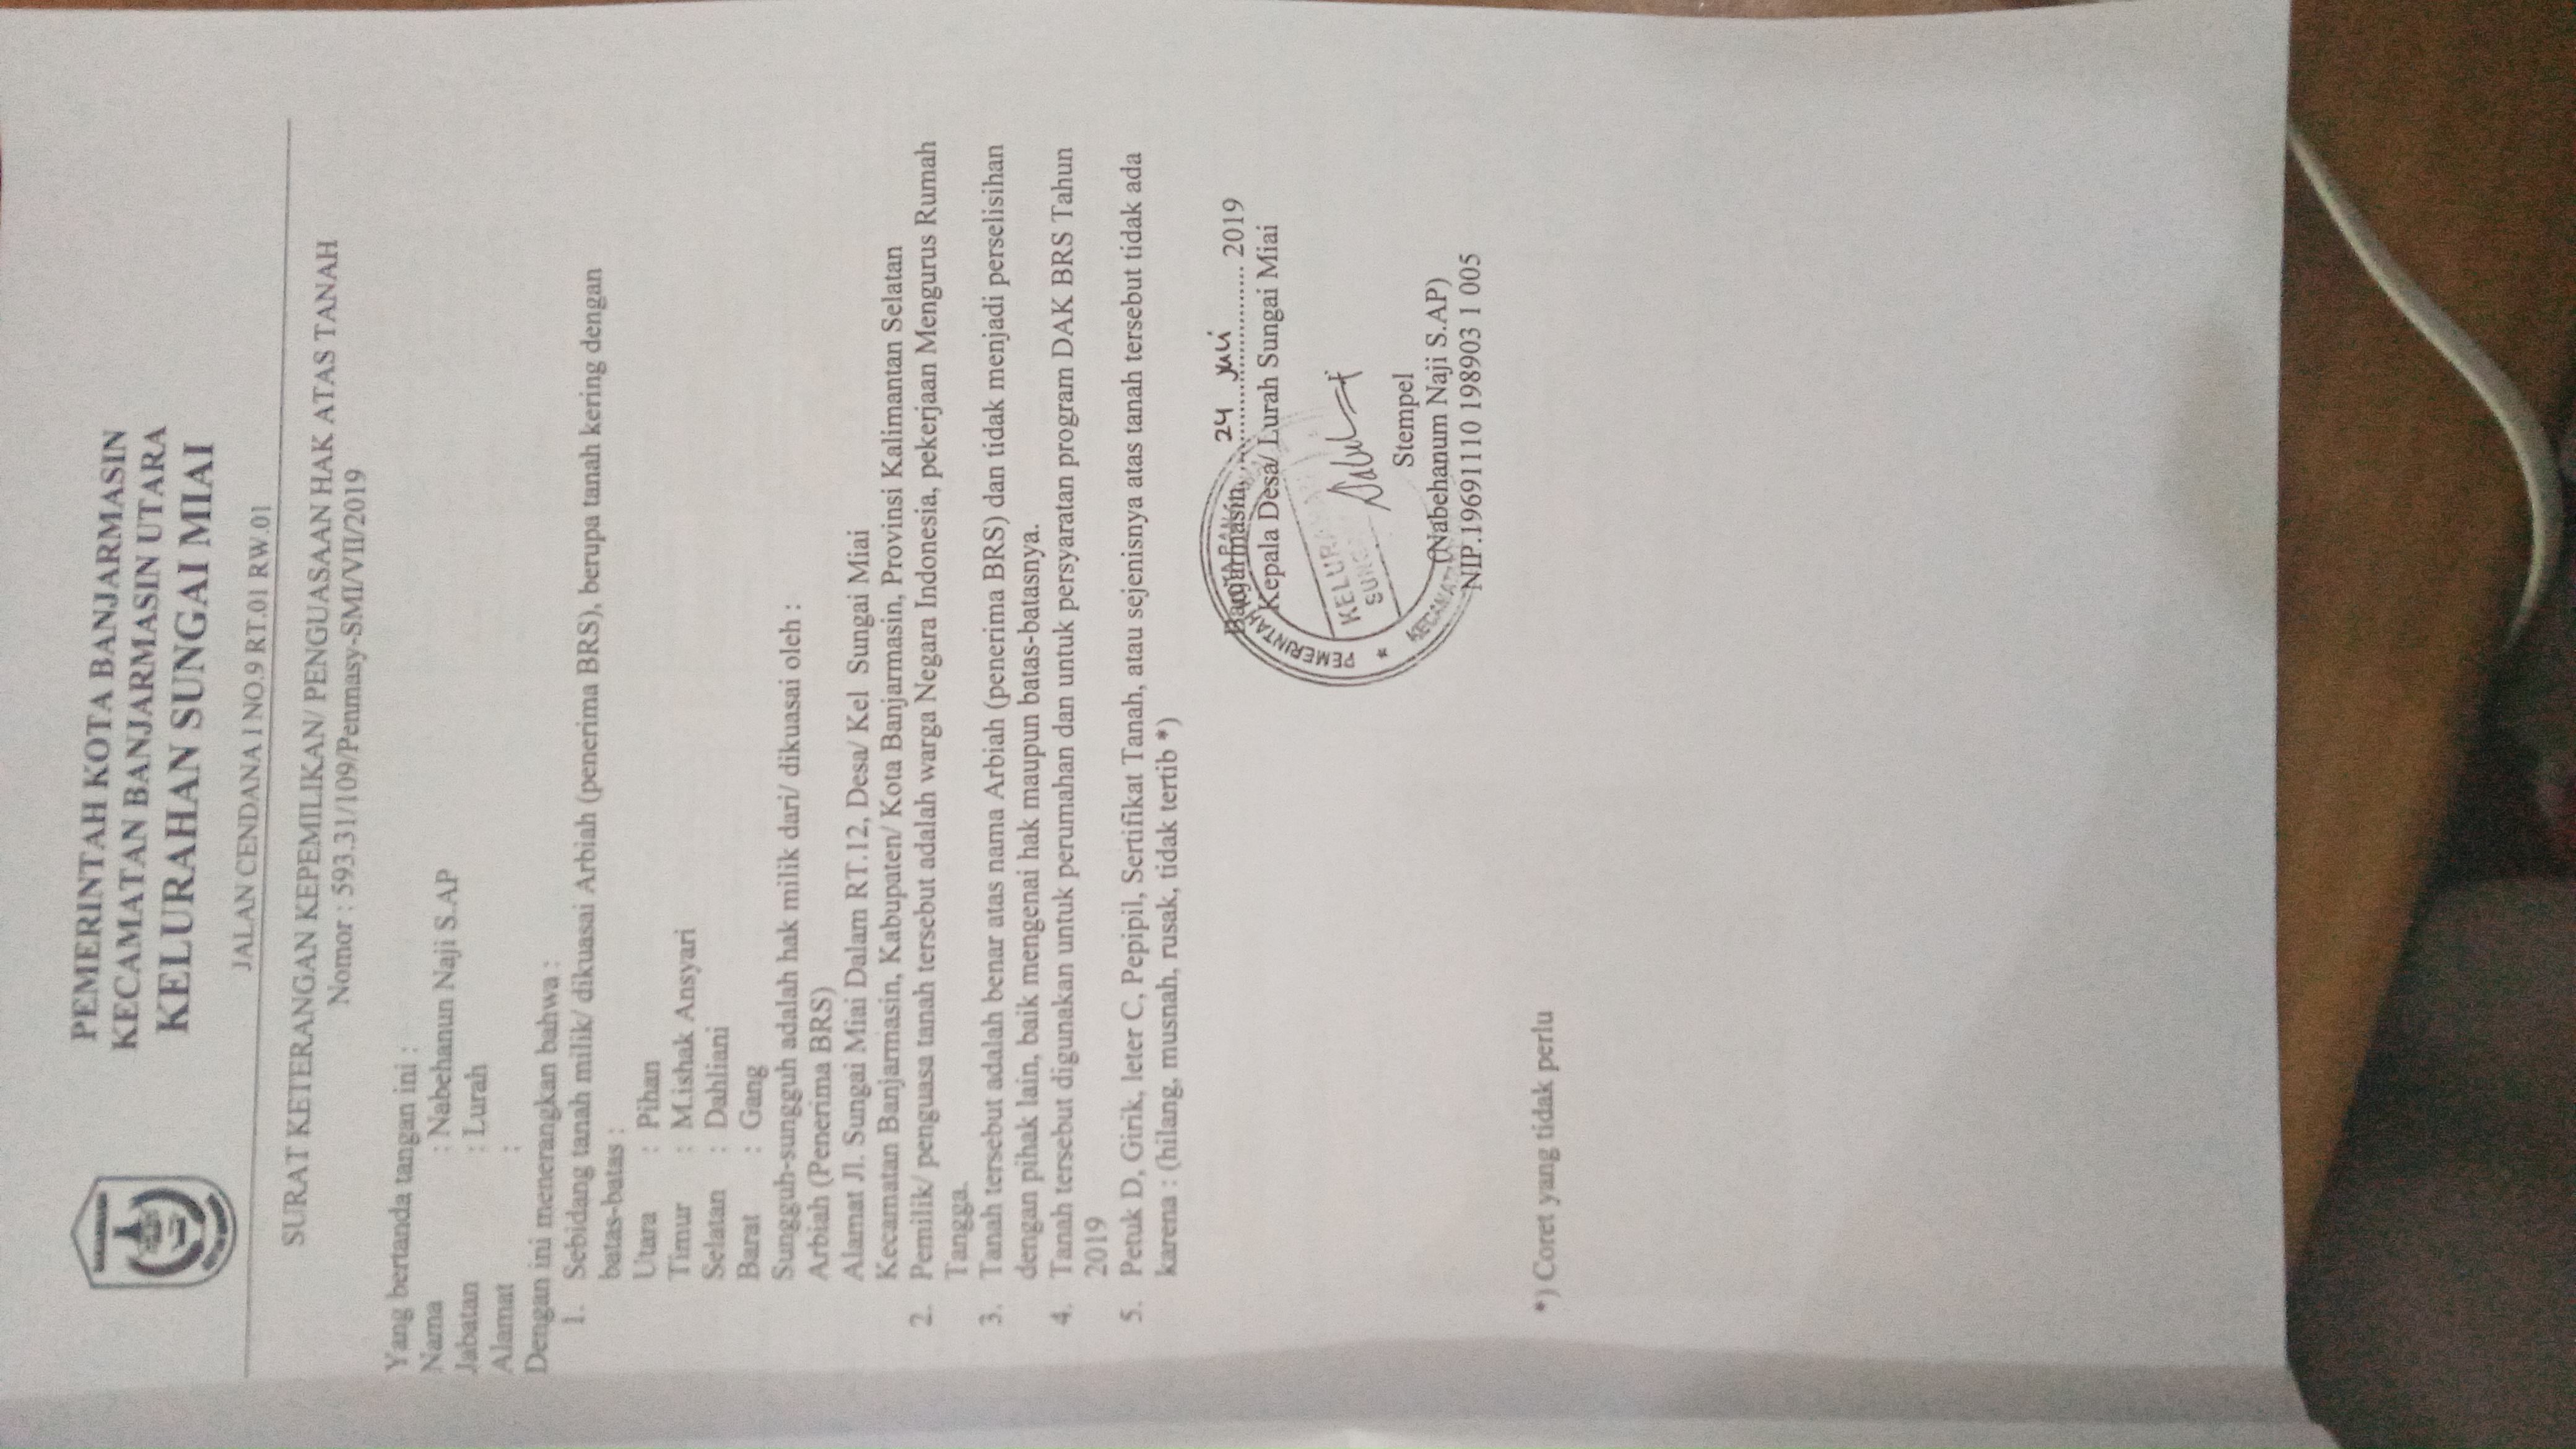 PEMERINTAH KOTA BANJARMASIN
KECAMATAN BANJARMASIN UTARA
KELURAHAN SUNGAI MIAI
JALAN CENDANA I NO.9 RT.01 RW.01
SURAT KETERANGAN KEPEMILIKAN/ PENGUASAAN HAK ATAS TANAH
Nomor : 593.31/109/Penmasy-SMI/VII/2019
Yang bertanda tangan ini :
Nama : Nabehanun Naji S.AP
Jabatan : Lurah
Alamat :
Dengan ini menerangkan bahwa :
1. Sebidang tanah milik/ dikuasai Arbiah (penerima BRS), berupa tanah kering dengan
batas-batas :
Utara : Pihan
Timur : M.ishak Ansyari
Selatan : Dahliani
Barat : Gang
Sungguh-sungguh adalah hak milik dari/ dikuasai oleh :
Arbiah (Penerima BRS)
Alamat Jl. Sungai Miai Dalam RT.12, Desa/ Kel Sungai Miai
Kecamatan Banjarmasin, Kabupaten/ Kota Banjarmasin, Provinsi Kalimantan Selatan
2. Pemilik/ penguasa tanah tersebut adalah warga Negara Indonesia, pekerjaan Mengurus Rumah
Tangga.
3. Tanah tersebut adalah benar atas nama Arbiah (penerima BRS) dan tidak menjadi perselisihan
dengan pihak lain, baik mengenai hak maupun batas-batasnya.
4. Tanah tersebut digunakan untuk perumahan dan untuk persyaratan program DAK BRS Tahun
2019
5. Petuk D, Girik, leter C, Pepipil, Sertifikat Tanah, atau sejenisnya atas tanah tersebut tidak ada
karena : (hilang, musnah, rusak, tidak tertib *)
Banjarmasin, 24 Juli 2019
Kepala Desa/ Lurah Sungai Miai
PEMERINTAH
KELURA
SUNG
KECAMAT
Stempel
(Nabehanum Naji S.AP)
NIP.19691110 198903 1 005
*) Coret yang tidak perlu